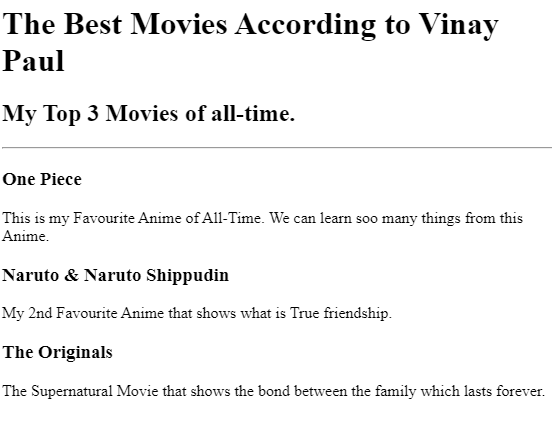 The Best Movies According to Vinay
Paul
My Top 3 Movies of all-time.
One Piece
This is my Favourite Anime of All-Time. We can learn soo many things from this
Anime.
Naruto & Naruto Shippudin
My 2nd Favourite Anime that shows what is True friendship.
The Originals
The Supernatural Movie that shows the bond between the family which lasts forever.